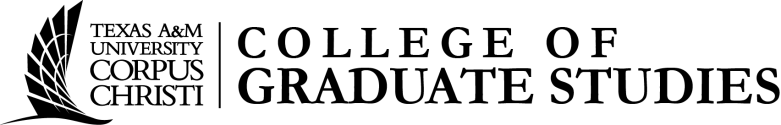 TEXAS A&M
UNIVERSITY
CORPUS
CHRISTI
COLLEGE OF
GRADUATE STUDIES